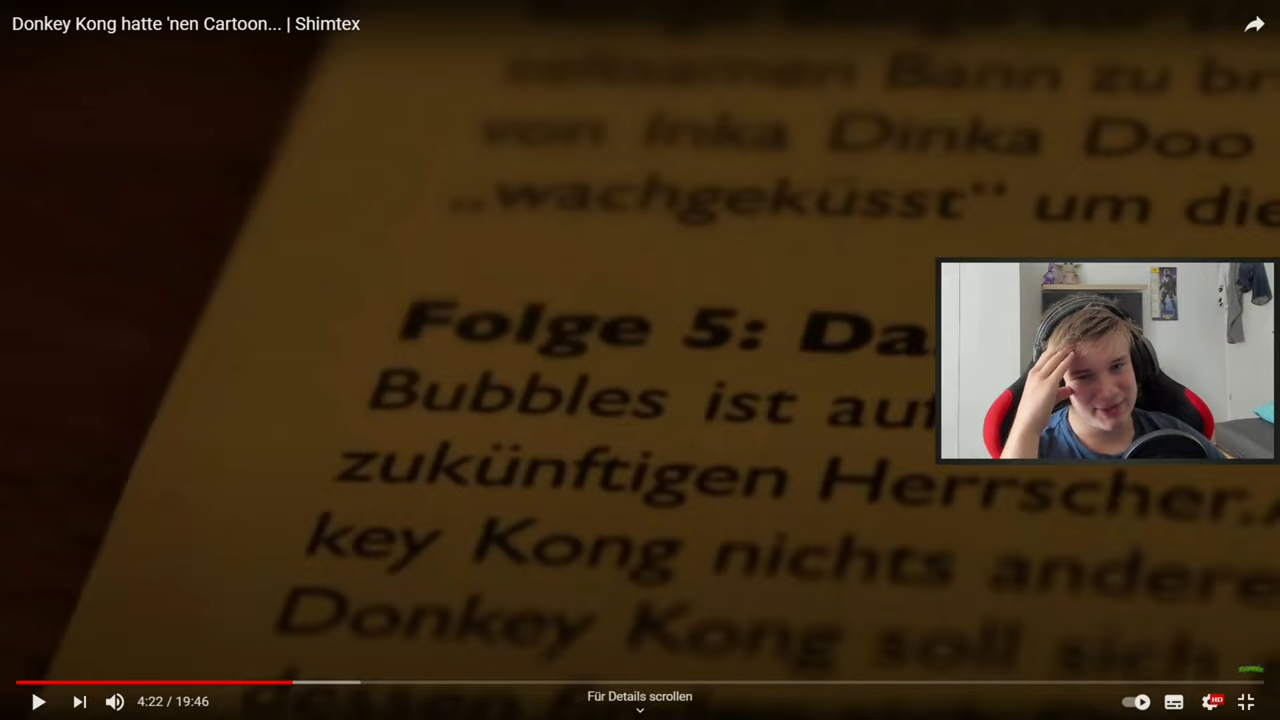 Donkey Kong hatte 'nen Cartoon... | Shimtex
seltsamen Bann zu br
von Inka Dinka Doo
„wachgeküsst“ um die
Folge 5: Da
Bubbles ist auf
zukünftigen Herrscher.
key Kong nichts andere
Donkey Kong soll sich
Für Details scrollen
4:22 / 19:46
HD